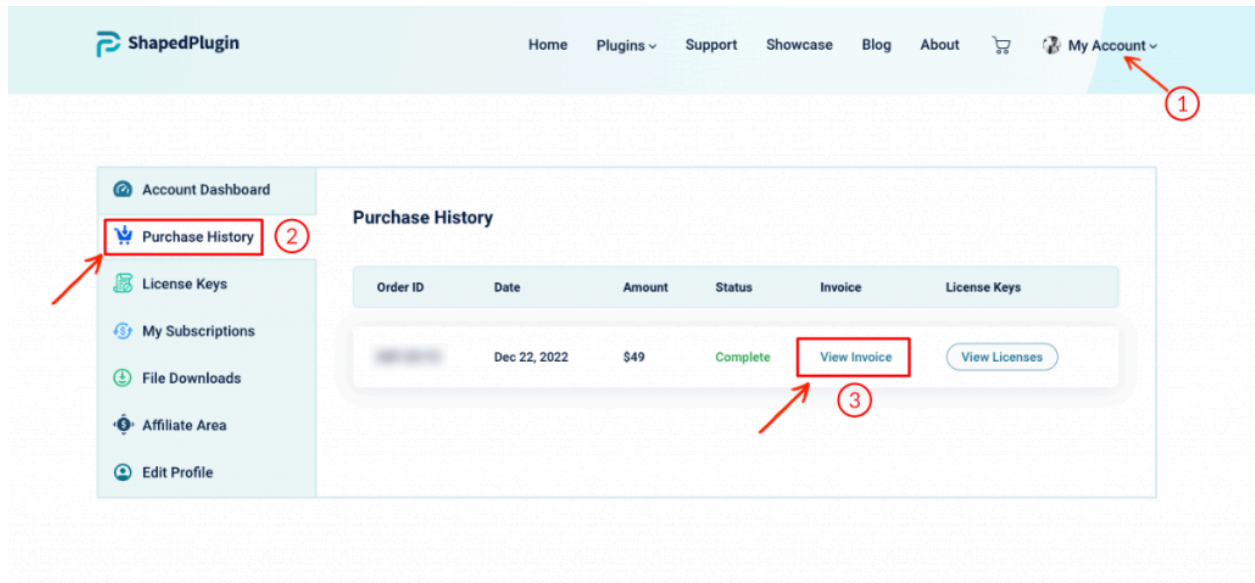 ShapedPlugin Home Plugins Support Showcase Blog About My Account
1
Account Dashboard
Purchase History 2
License Keys
My Subscriptions
File Downloads
Affiliate Area
Edit Profile
Purchase History
Order ID Date Amount Status Invoice License Keys
Dec 22, 2022 $49 Complete View Invoice View Licenses
3